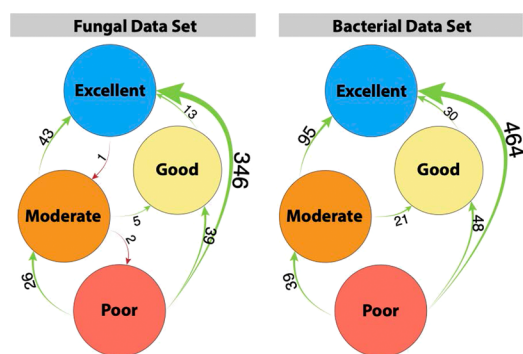 Fungal Data Set
Bacterial Data Set
Excellent
43
1
13
346
Good
Moderate
5
2
39
26
Poor
Excellent
95
30
464
Good
Moderate
21
48
39
Poor